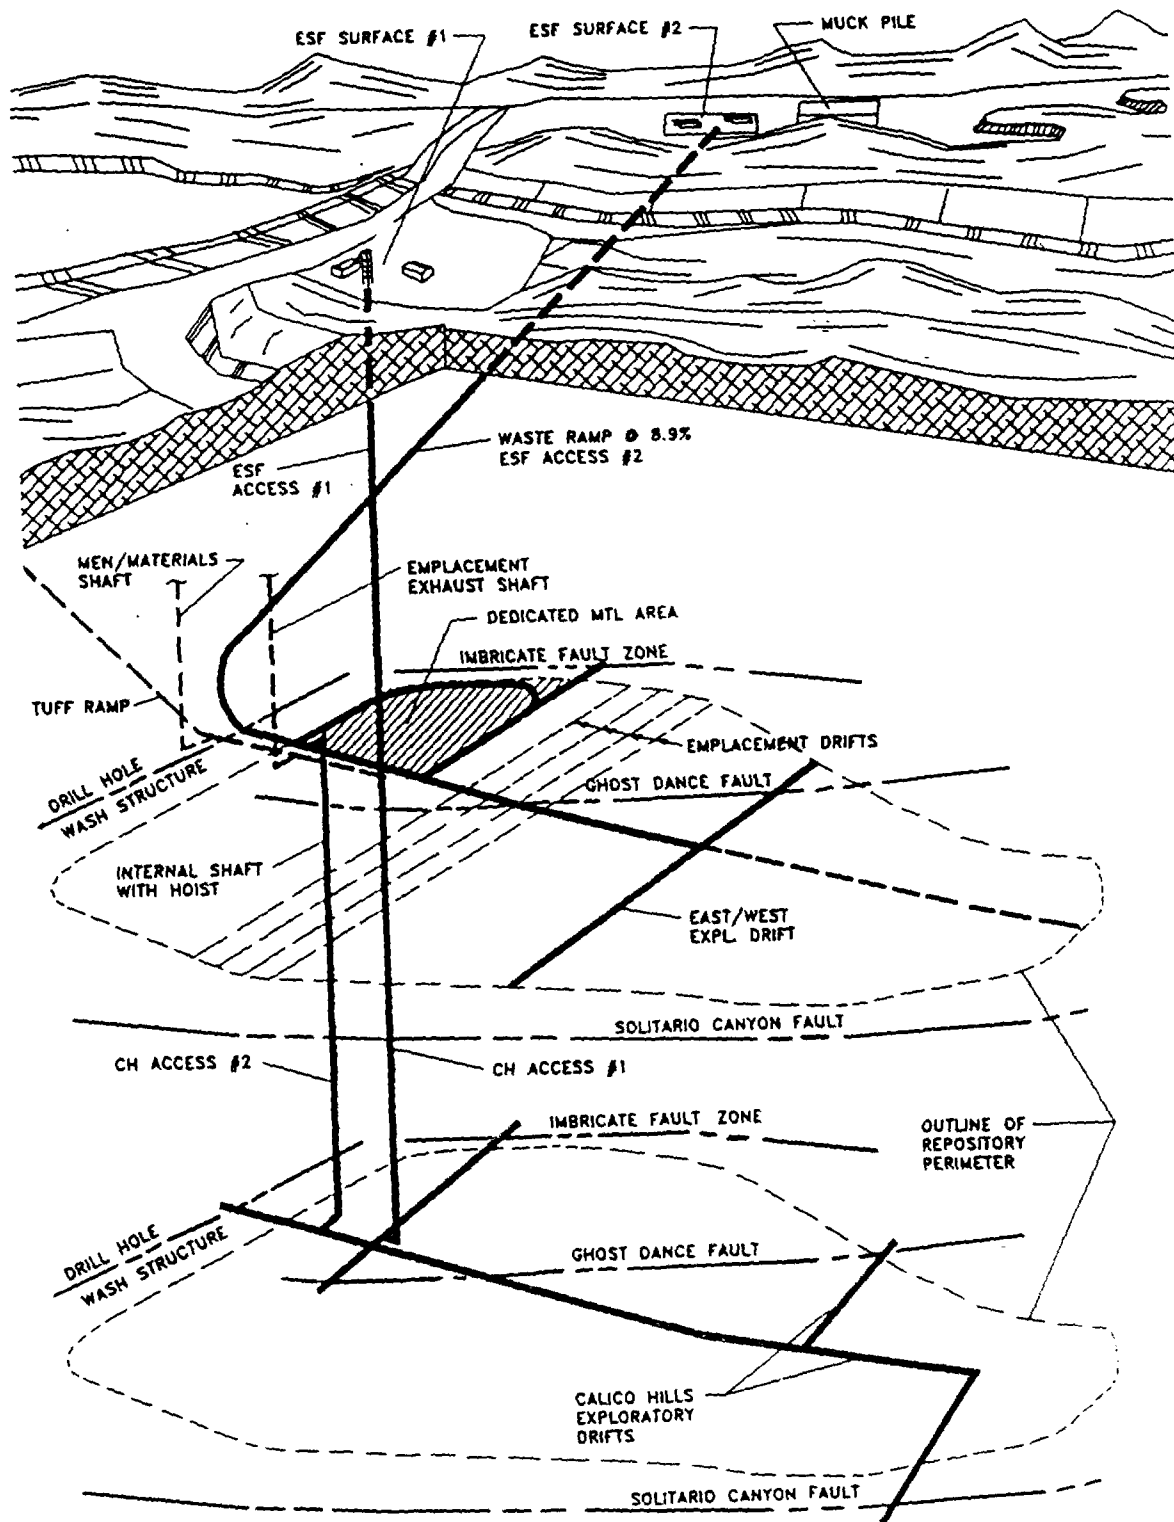 ESF SURFACE #1
ESF SURFACE #2
MUCK PILE
WASTE RAMP @ 8.9%
ESF ACCESS #2
ESF
ACCESS #1
MEN/MATERIALS
SHAFT
EMPLACEMENT
EXHAUST SHAFT
DEDICATED MTL AREA
IMBRICATE FAULT ZONE
TUFF RAMP
EMPLACEMENT DRIFTS
DRILL HOLE
WASH STRUCTURE
GHOST DANCE FAULT
INTERNAL SHAFT
WITH HOIST
EAST/WEST
EXPL. DRIFT
SOLITARIO CANYON FAULT
CH ACCESS #2
CH ACCESS #1
IMBRICATE FAULT ZONE
OUTLINE OF
REPOSITORY
PERIMETER
DRILL HOLE
WASH STRUCTURE
GHOST DANCE FAULT
CALICO HILLS
EXPLORATORY
DRIFTS
SOLITARIO CANYON FAULT